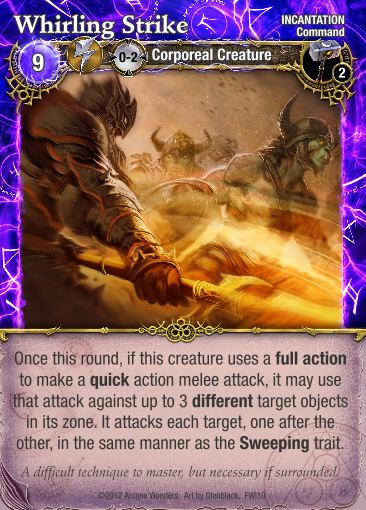 Whirling Strike
INCANTATION
Command
9
0-2
Corporeal Creature
2
Once this round, if this creature uses a full action
to make a quick action melee attack, it may use
that attack against up to 3 different target objects
in its zone. It attacks each target, one after the
other, in the same manner as the Sweeping trait.
A difficult technique to master, but necessary if surrounded.
©2012 Arcane Wonders · Art by Dleoblack, FWI10